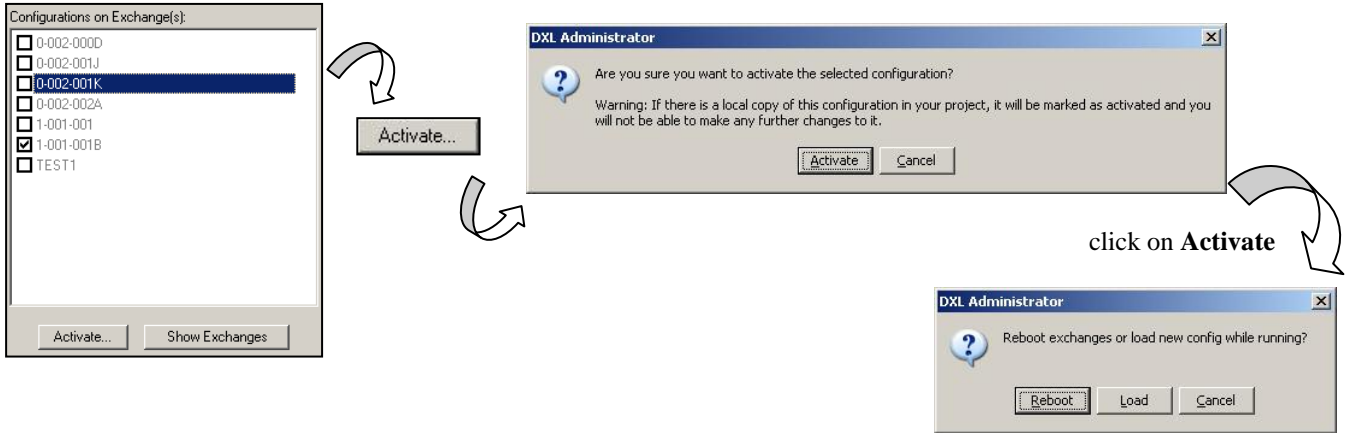 Configurations on Exchange(s):
0-002-000D
0-002-001J
0-002-001K
0-002-002A
1-001-001
1-001-001B
TEST1
Activate...
Show Exchanges
Activate...
DXL Administrator
Are you sure you want to activate the selected configuration?
Warning: If there is a local copy of this configuration in your project, it will be marked as activated and you
will not be able to make any further changes to it.
Activate
Cancel
click on Activate
DXL Administrator
Reboot exchanges or load new config while running?
Reboot
Load
Cancel